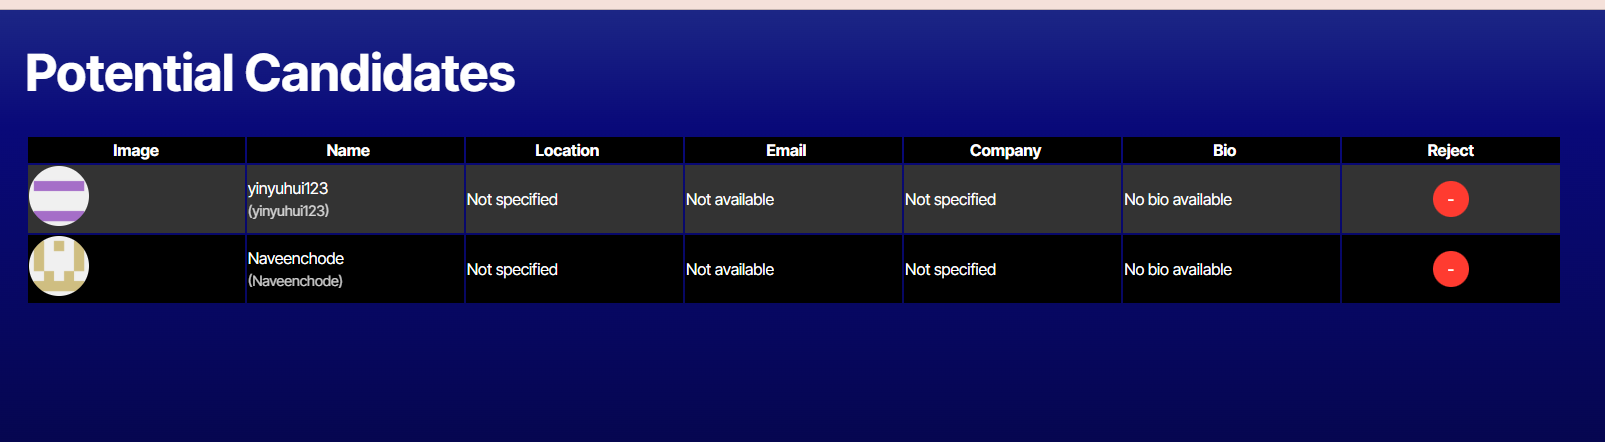 Potential Candidates
Image Name Location Email Company Bio Reject
yinyuhui123
(yinyuhui123)
Not specified Not available Not specified No bio available -
Naveenchode
(Naveenchode)
Not specified Not available Not specified No bio available -